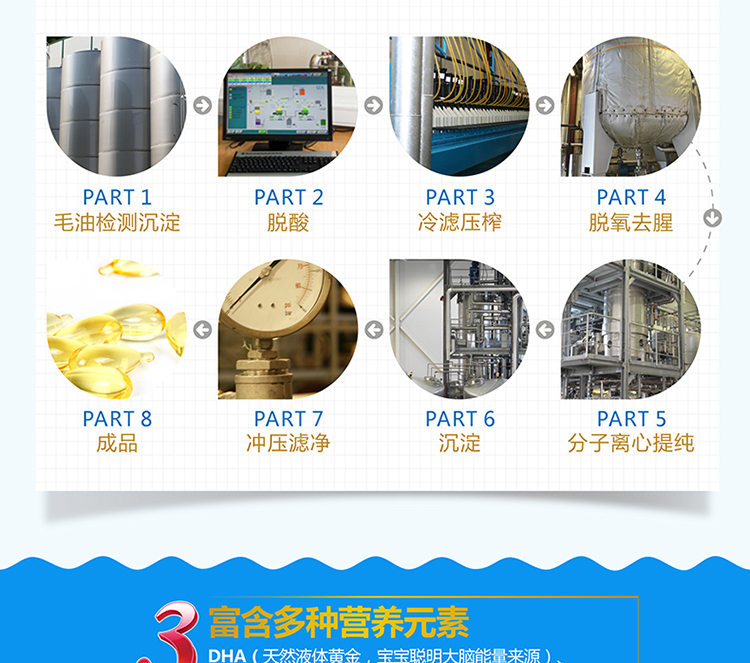 PART 1
毛油检测沉淀
PART 2
脱酸
PART 3
冷滤压榨
PART 4
脱氧去腥
PART 8
成品
PART 7
冲压滤净
PART 6
沉淀
PART 5
分子离心提纯
3
富含多种营养元素
DHA（天然液体黄金，宝宝聪明大脑能量来源）、